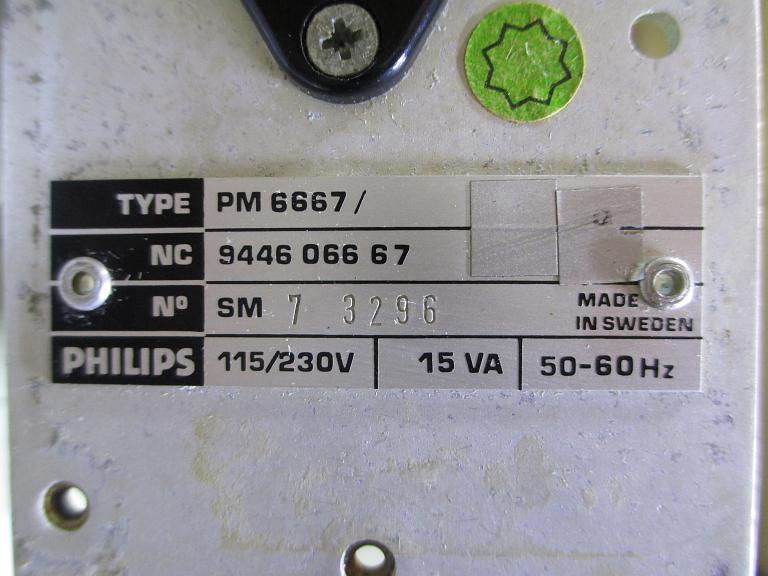 TYPE PM 6667/
NC 9446 066 67
Nº SM 7 3296 MADE
IN SWEDEN
PHILIPS 115/230V 15 VA 50-60 Hz